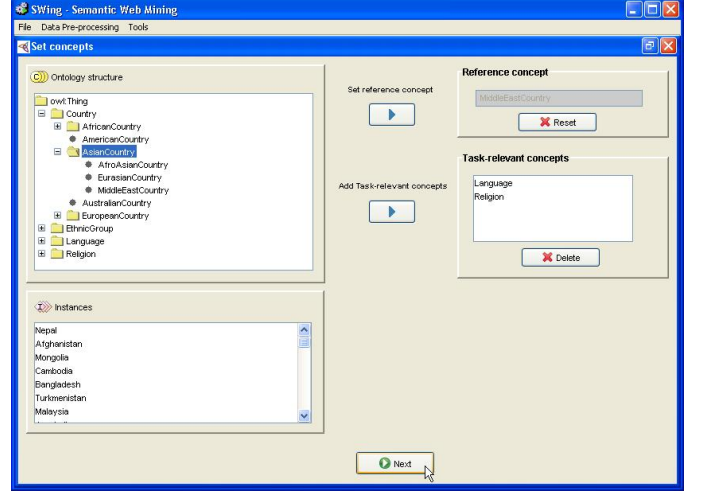 SWing - Semantic Web Mining
File Data Pre-processing Tools
Set concepts
Ontology structure
owl:Thing
Country
AfricanCountry
AmericanCountry
AsianCountry
AfroAsianCountry
EurasianCountry
MiddleEastCountry
AustralianCountry
EuropeanCountry
EthnicGroup
Language
Religion
Instances
Nepal
Afghanistan
Mongolia
Cambodia
Bangladesh
Turkmenistan
Malaysia
Set reference concept
Add Task-relevant concepts
Reference concept
MiddleEastCountry
Reset
Task-relevant concepts
Language
Religion
Delete
Next